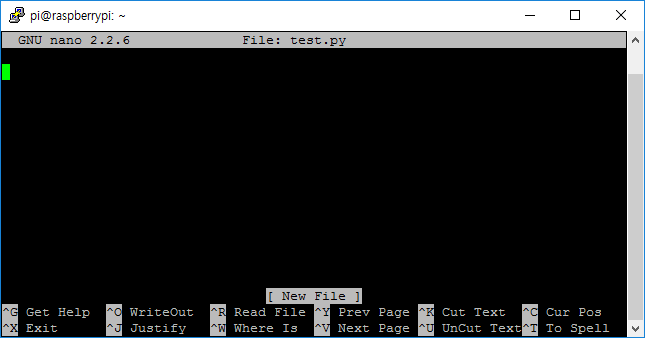 pi@raspberrypi: ~
GNU nano 2.2.6 File: test.py
[ New File ]
^G Get Help ^O WriteOut ^R Read File ^Y Prev Page ^K Cut Text ^C Cur Pos
^X Exit ^J Justify ^W Where Is ^V Next Page ^U UnCut Text ^T To Spell